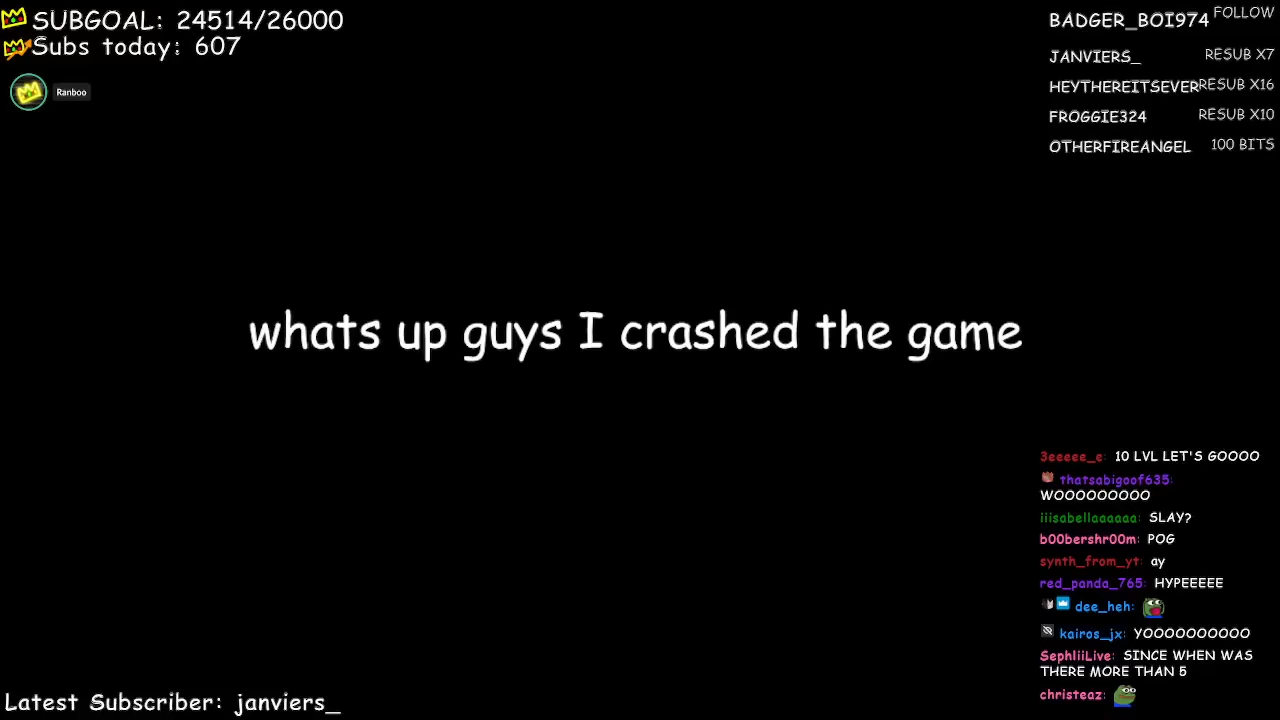 SUBGOAL: 24514/26000
Subs today: 607
Ranboo
BADGER_BOI974 FOLLOW
JANVIERS_ RESUB X7
HEYTHEREITSEVER RESUB X16
FROGGIE324 RESUB X10
OTHERFIREANGEL 100 BITS
whats up guys I crashed the game
3eeeee_e: 10 LVL LET'S GOOOO
thatsabigoof635:
WOOOOOOOOO
iiisabellaaaaaa: SLAY?
b00bershr00m: POG
synth_from_yt: ay
red_panda_765: HYPEEEEE
dee_heh:
kairos_jx: YOOOOOOOOOO
SephliiLive: SINCE WHEN WAS
THERE MORE THAN 5
christeaz:
Latest Subscriber: janviers_